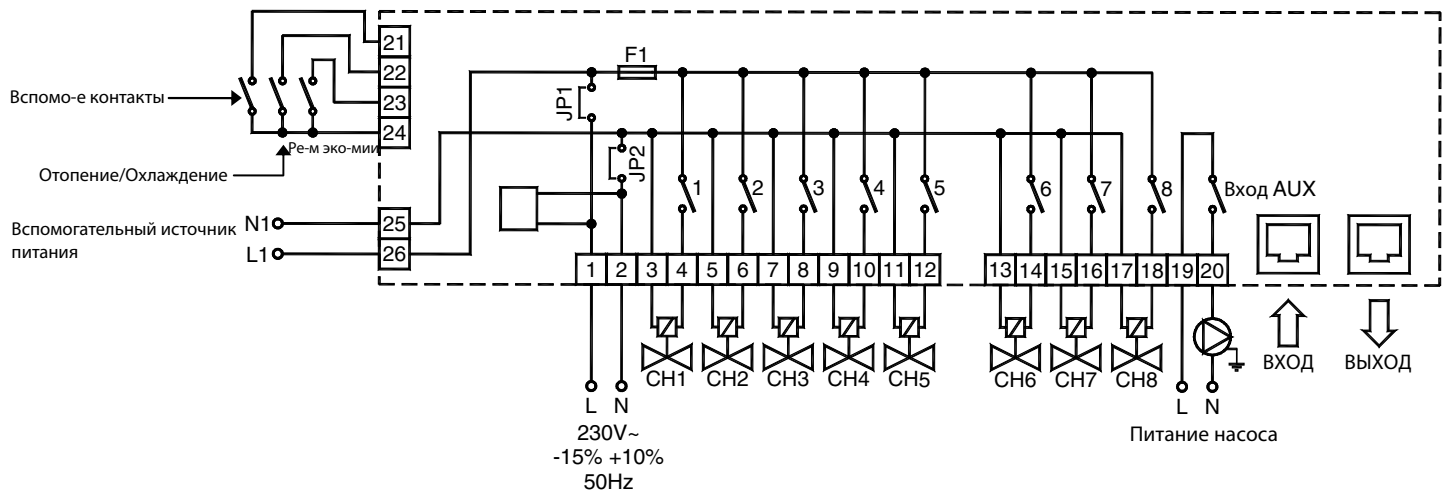 21
22
23
24
25
26
Вспомо-е контакты
Ре-м эко-мии
Отопение/Охлаждение
Вспомогательный источник
питания
N1
L1
F1
JP1
JP2
1 2 3 4 5 6 7 8
Вход AUX
1 2 3 4 5 6 7 8 9 10 11 12 13 14 15 16 17 18 19 20
CH1 CH2 CH3 CH4 CH5 CH6 CH7 CH8
ВХОД ВЫХОД
L N
230V~
-15% +10%
50Hz
L N
Питание насоса